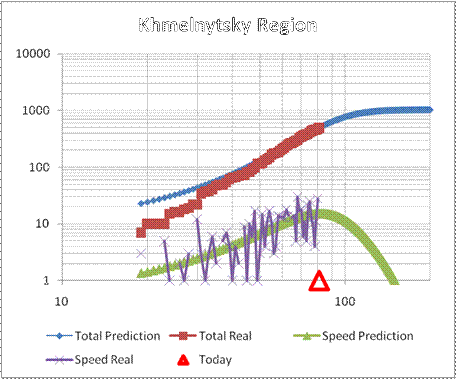 Khmelnytsky Region
10000
1000
100
10
1
10 100
Total Prediction Total Real Speed Prediction
Speed Real Today